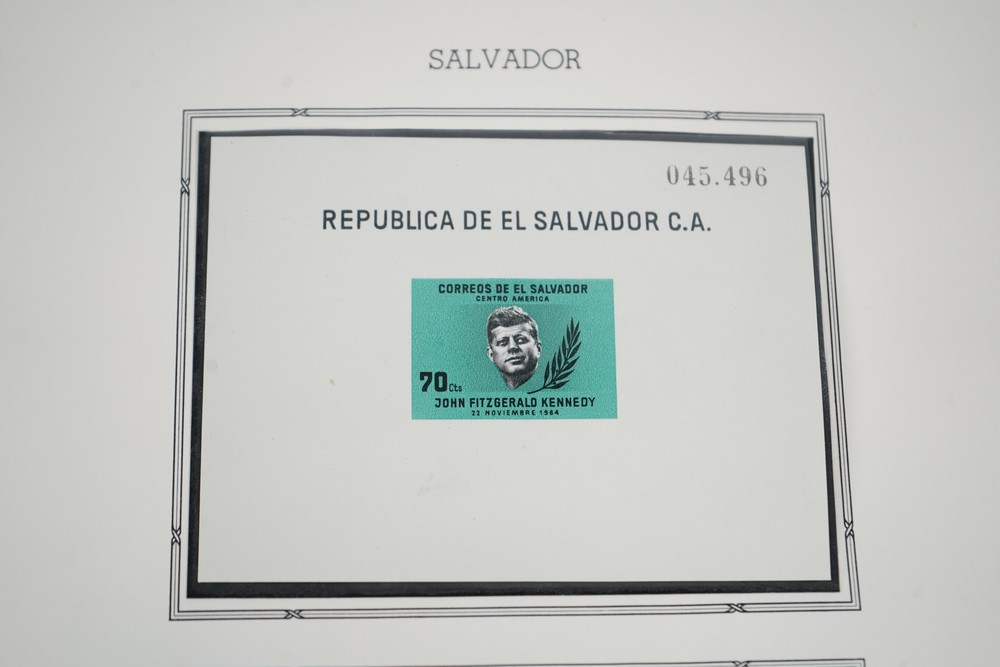 SALVADOR
045.496
REPUBLICA DE EL SALVADOR C.A.
CORREOS DE EL SALVADOR
CENTRO AMERICA
70 Cts
JOHN FITZGERALD KENNEDY
22 NOVIEMBRE 1964